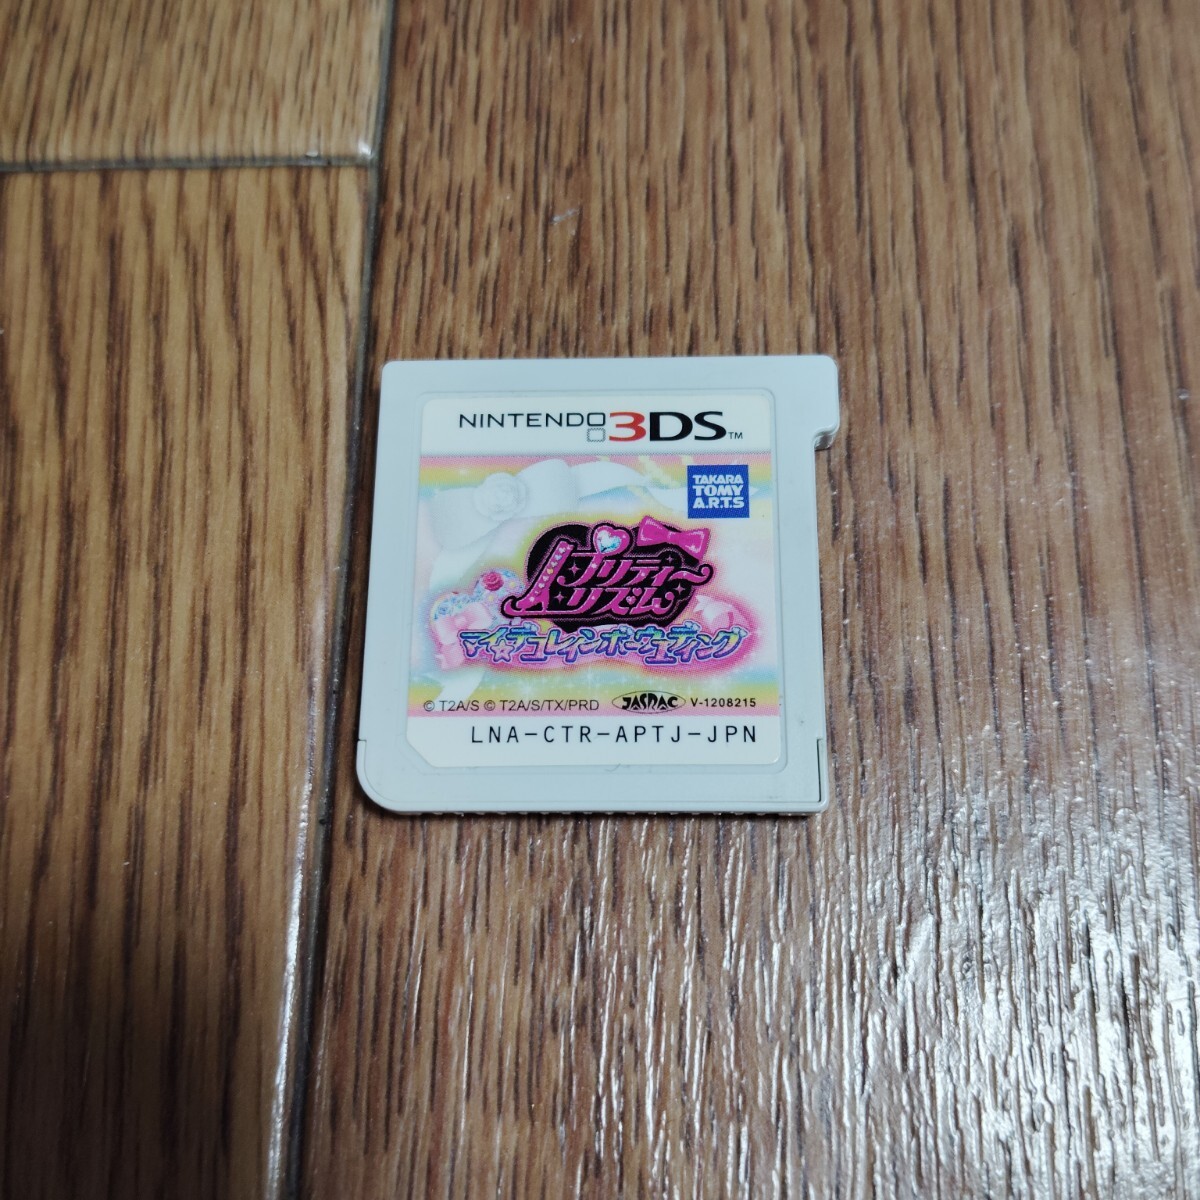 NINTENDO 3DS™
TAKARA
TOMY
A.R.T.S
プリティー
リズム
マイ☆デコレインボーウエディング
© T2A/S © T2A/S/TX/PRD JASRAC V-1208215
LNA-CTR-APTJ-JPN